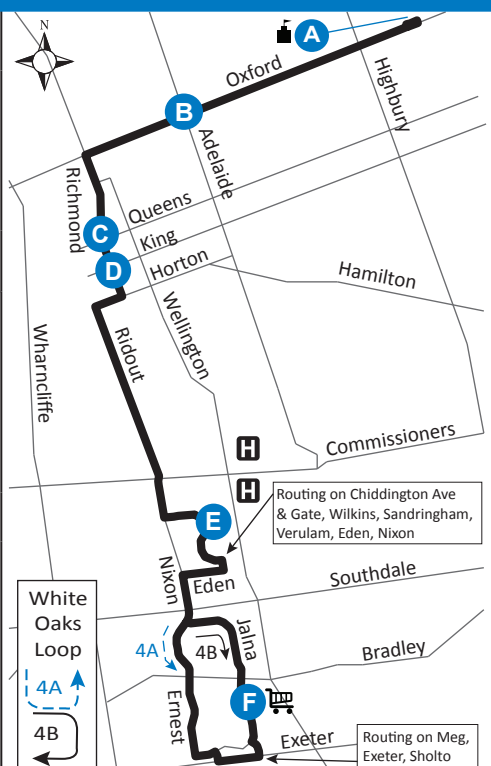 N
A
Oxford
Highbury
B
Adelaide
Richmond
Queens
C
King
D
Horton
Hamilton
Wellington
Ridout
Wharncliffe
H
Commissioners
H
Routing on Chiddington Ave
& Gate, Wilkins, Sandringham,
Verulam, Eden, Nixon
E
Nixon
Eden
Southdale
White
Oaks
Loop
4A
4B
4A
4B
Jalna
Bradley
F
Ernest
Exeter
Routing on Meg,
Exeter, Sholto